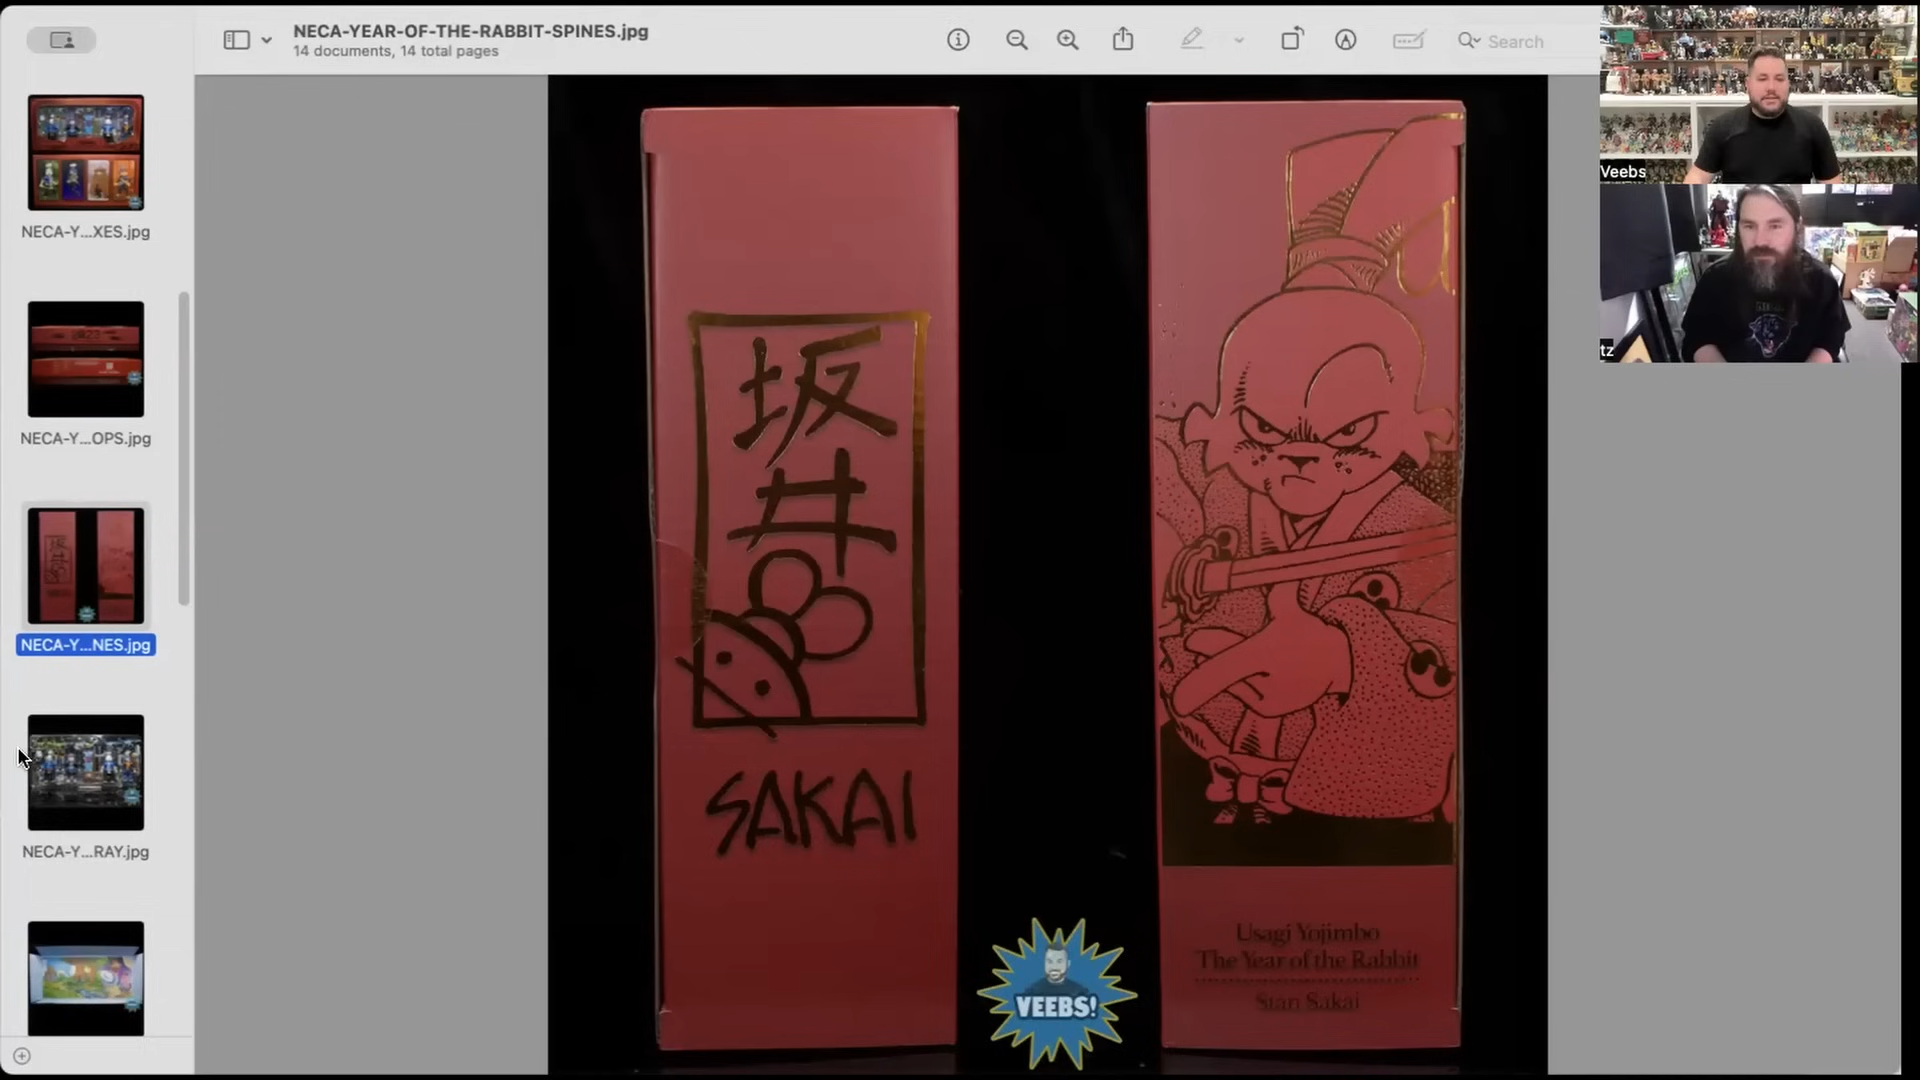 NECA-YEAR-OF-THE-RABBIT-SPINES.jpg
14 documents, 14 total pages
Search
NECA-Y...XES.jpg
NECA-Y...OPS.jpg
NECA-Y...NES.jpg
NECA-Y...RAY.jpg
坂
井
SAKAI
Usagi Yojimbo
The Year of the Rabbit
Stan Sakai
VEEBS!
Veebs
tz